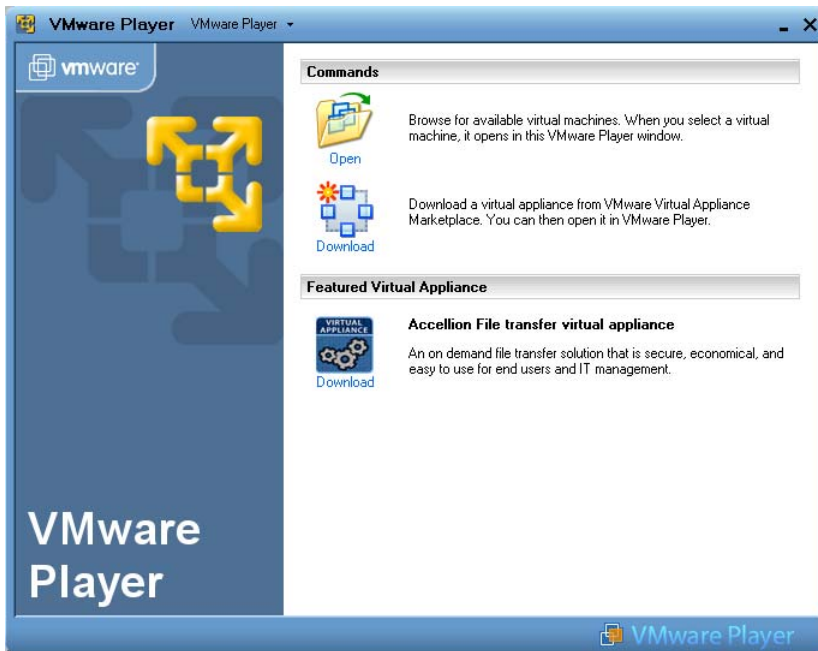 VMware Player VMware Player
vmware
Commands
Browse for available virtual machines. When you select a virtual
machine, it opens in this VMware Player window.
Open
Download a virtual appliance from VMware Virtual Appliance
Marketplace. You can then open it in VMware Player.
Download
Featured Virtual Appliance
VIRTUAL
APPLIANCE
Accellion File transfer virtual appliance
An on demand file transfer solution that is secure, economical, and
easy to use for end users and IT management.
Download
VMware
Player
VMware Player